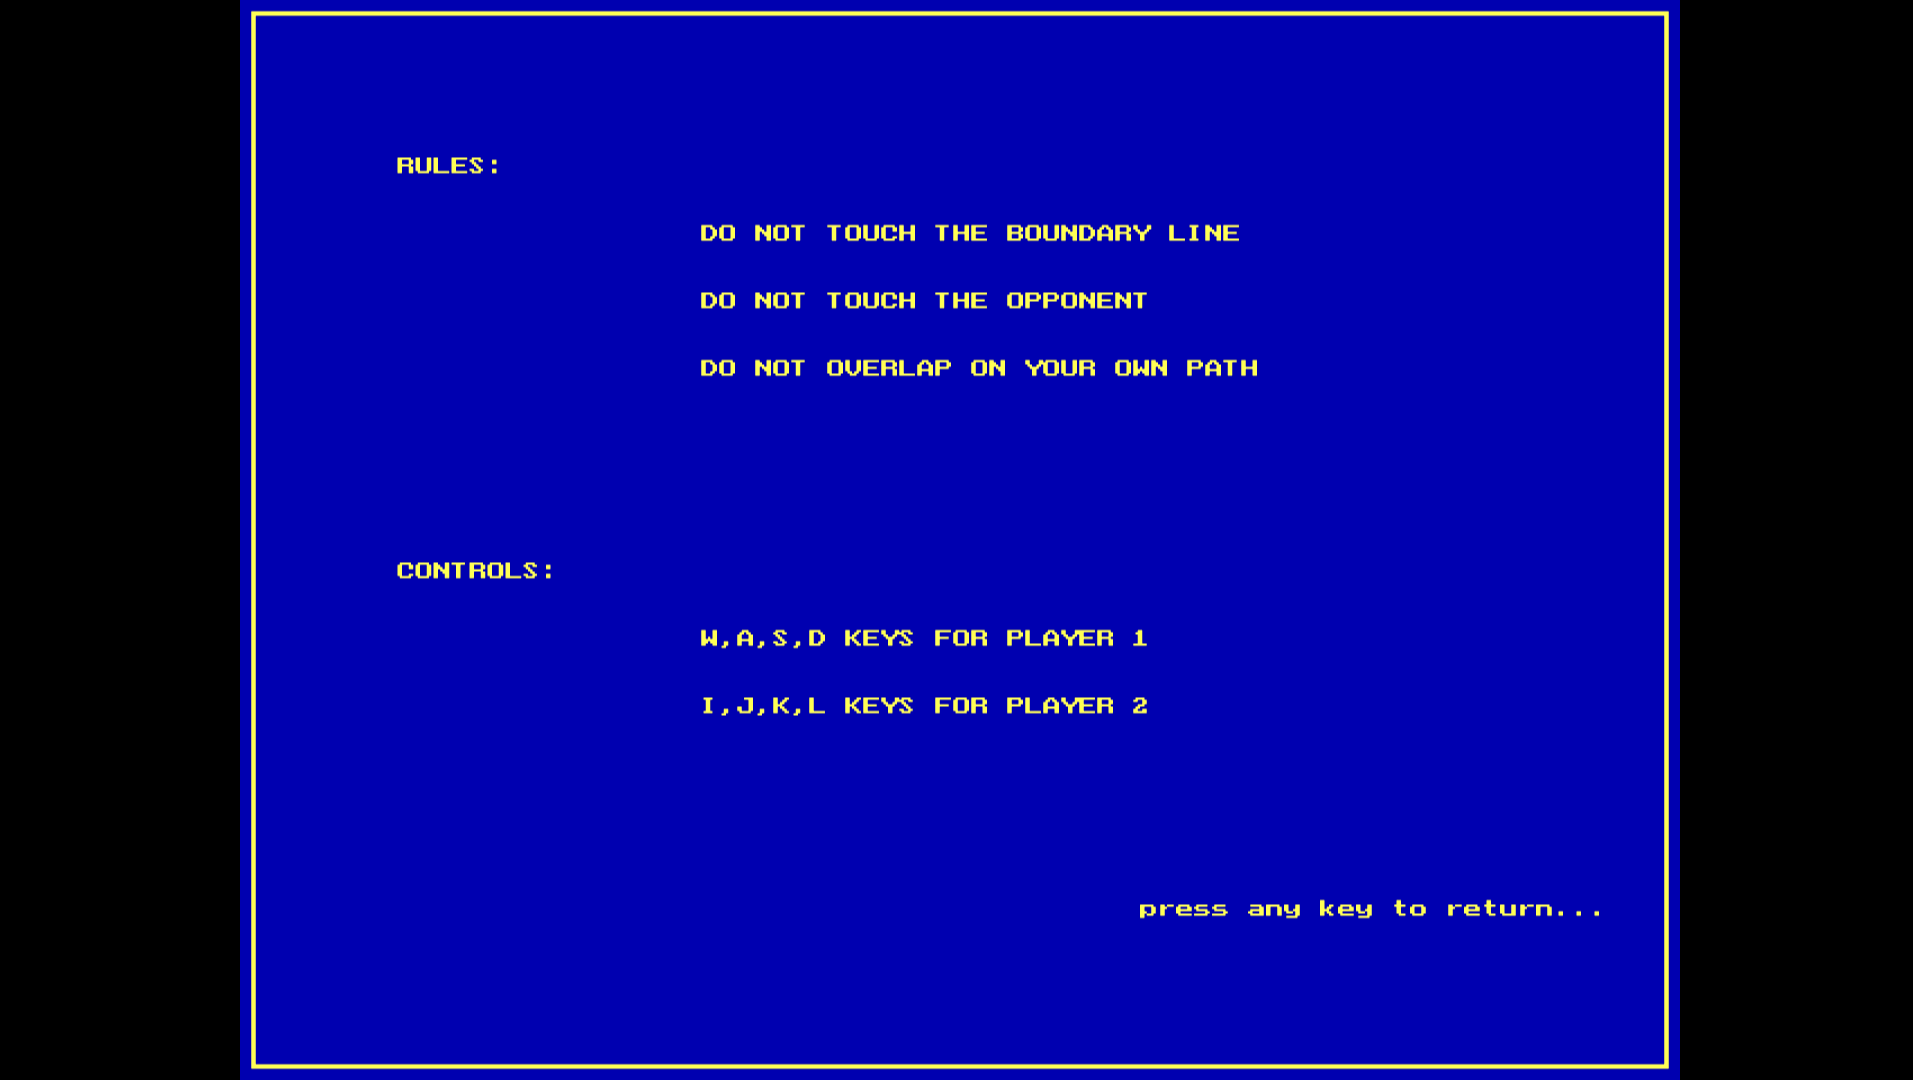 RULES:
DO NOT TOUCH THE BOUNDARY LINE
DO NOT TOUCH THE OPPONENT
DO NOT OVERLAP ON YOUR OWN PATH
CONTROLS:
W,A,S,D KEYS FOR PLAYER 1
I,J,K,L KEYS FOR PLAYER 2
press any key to return...